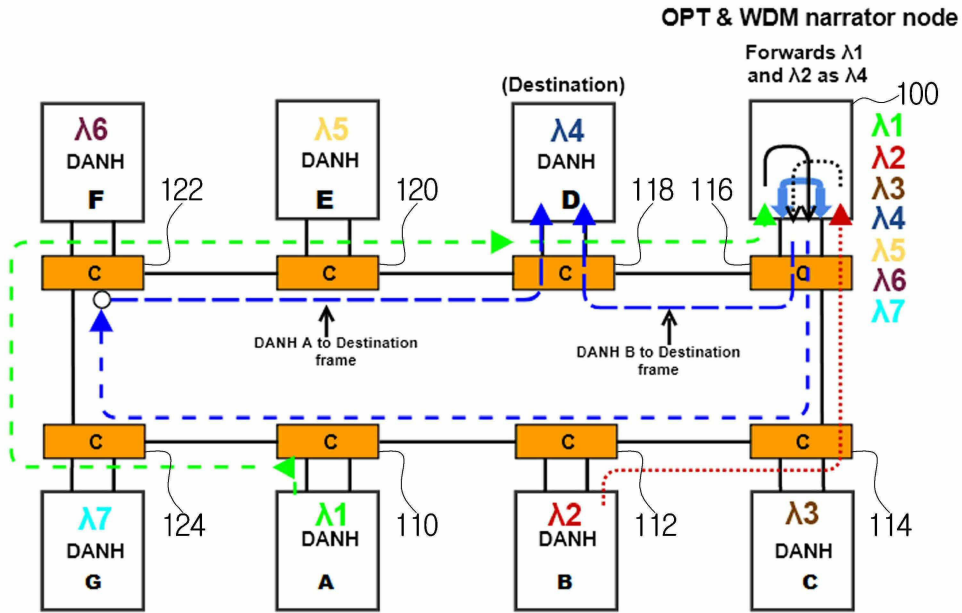 OPT & WDM narrator node
Forwards λ1
and λ2 as λ4
(Destination)
100
λ6
DANH
F
λ5
DANH
E
λ4
DANH
D
λ1
λ2
λ3
λ4
λ5
λ6
λ7
122
120
118
116
C
C
C
C
DANH A to Destination
frame
DANH B to Destination
frame
C
C
C
C
λ7
DANH
G
124
λ1
DANH
A
110
λ2
DANH
B
112
λ3
DANH
C
114